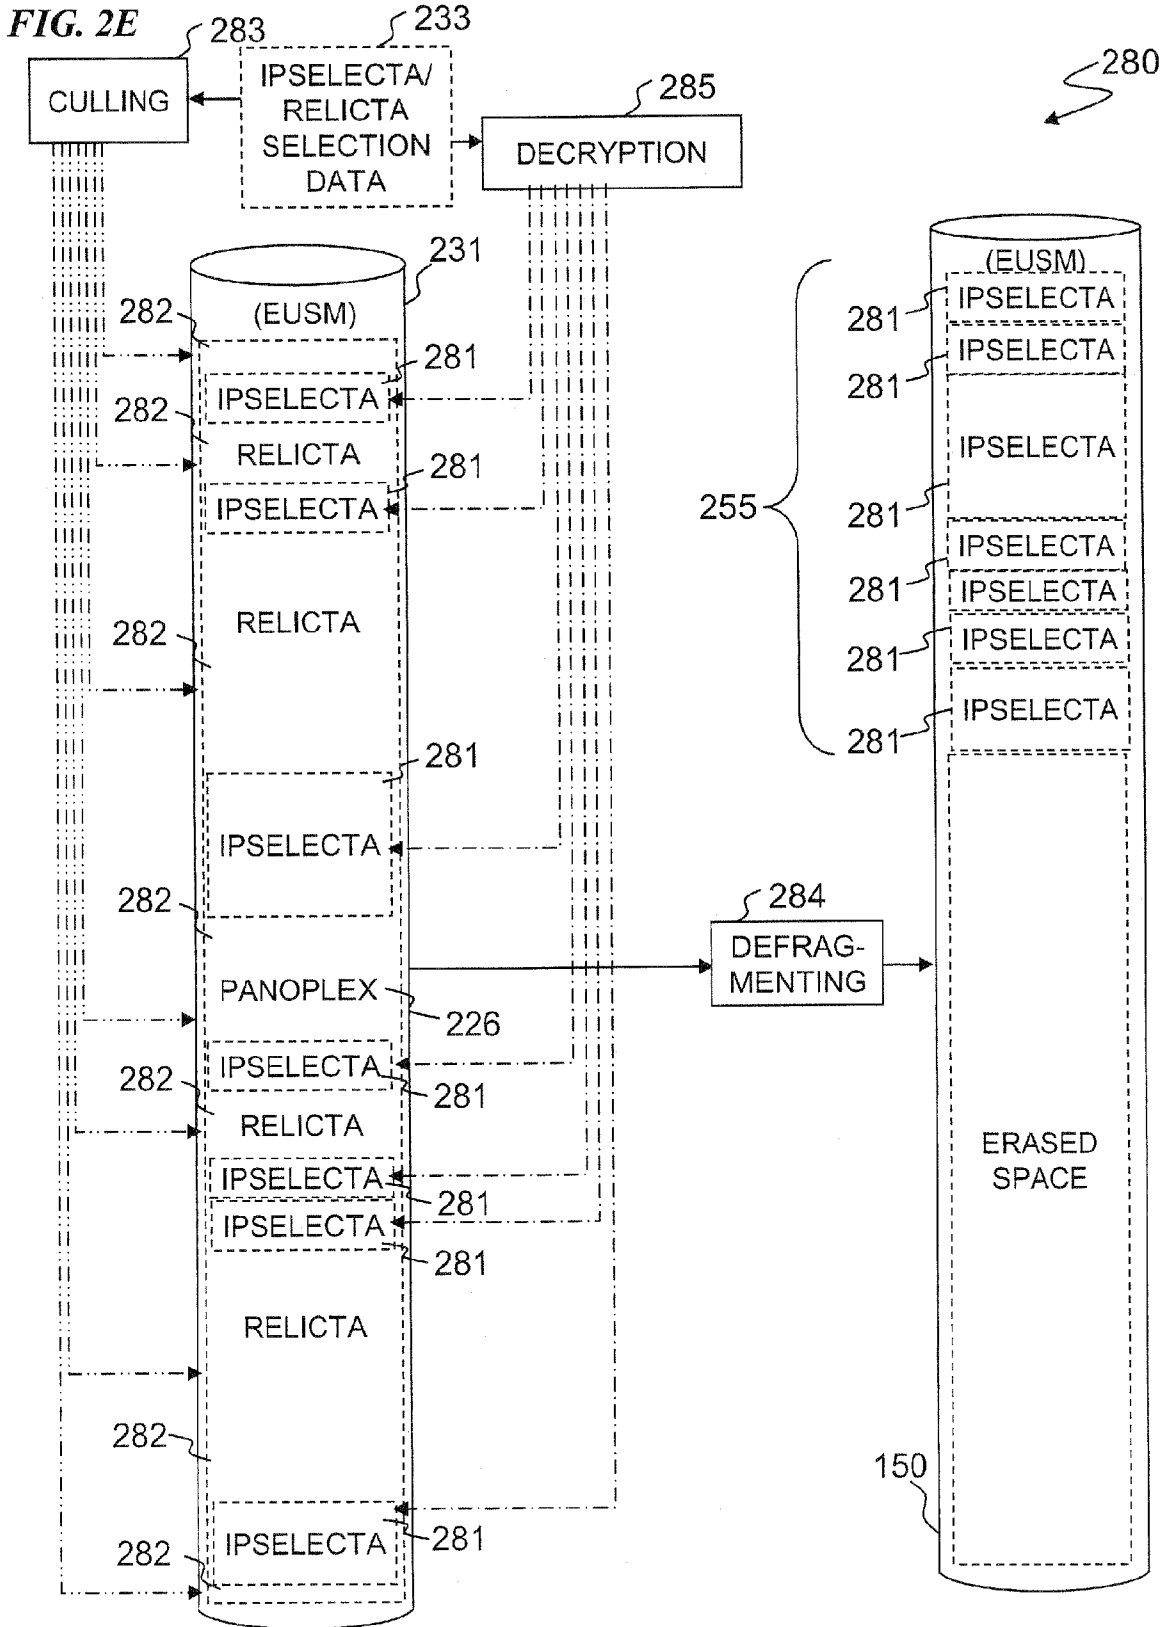 FIG. 2E
283
233
280
CULLING
IPSELECTA/
RELICTA
SELECTION
DATA
285
DECRYPTION
231
(EUSM)
282
281
IPSELECTA
282
RELICTA
281
IPSELECTA
RELICTA
282
281
IPSELECTA
282
PANOPLEX
226
IPSELECTA
282
281
RELICTA
IPSELECTA
281
IPSELECTA
281
RELICTA
282
281
IPSELECTA
282
284
DEFRAG-
MENTING
(EUSM)
IPSELECTA
281
IPSELECTA
281
IPSELECTA
255
281
IPSELECTA
281
IPSELECTA
IPSELECTA
281
IPSELECTA
281
ERASED
SPACE
150